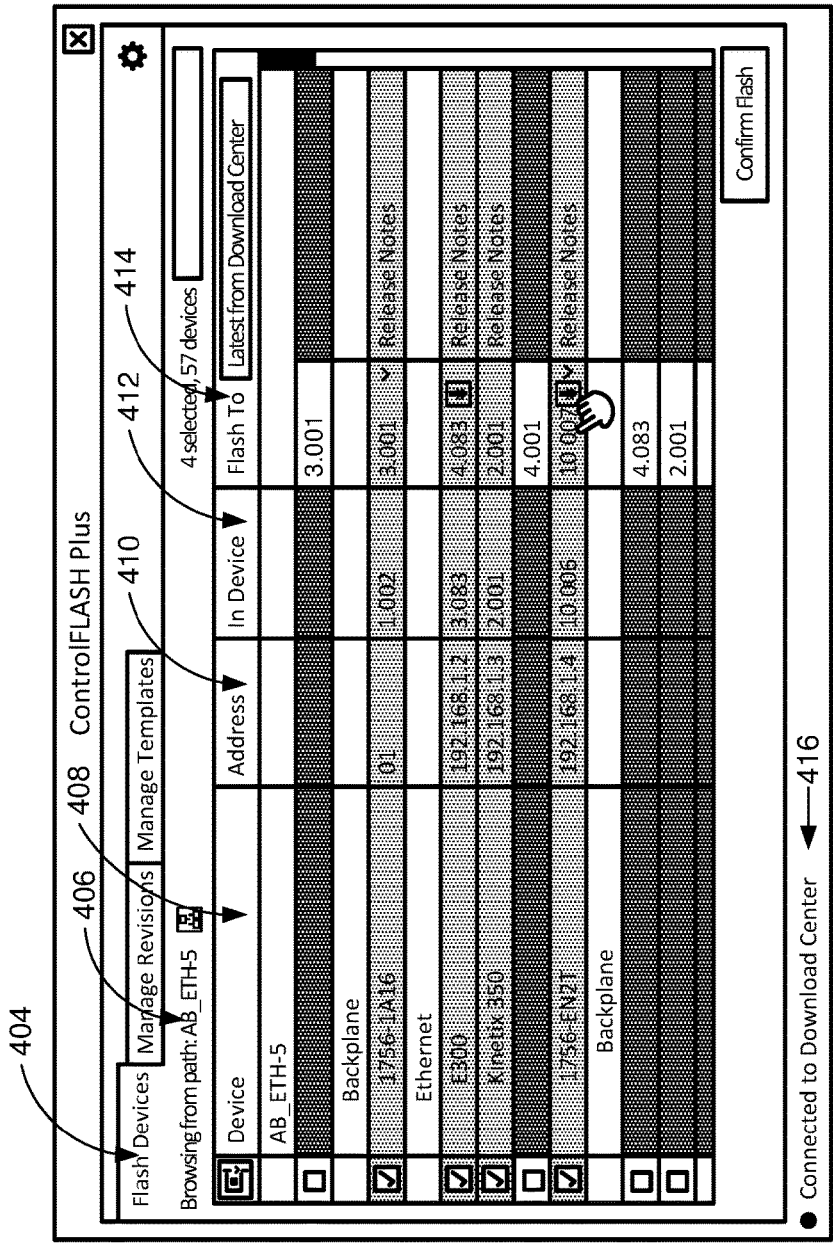 404
406
408
410
412
414
ControlFLASH Plus
Flash Devices Manage Revisions Manage Templates
Browsing from path: AB_ETH-5 4 selected, 57 devices
Device Address In Device Flash To Latest from Download Center
AB_ETH-5
3.001
Backplane
1756-1A16 01 1.002 3.001 Release Notes
Ethernet
E300 192.168.1.2 3.083 4.083 Release Notes
Kinetix 350 192.168.1.3 2.001 2.001 Release Notes
4.001
1756-EN2T 192.168.1.4 10.006 10.007 Release Notes
Backplane
4.083
2.001
Confirm Flash
Connected to Download Center 416